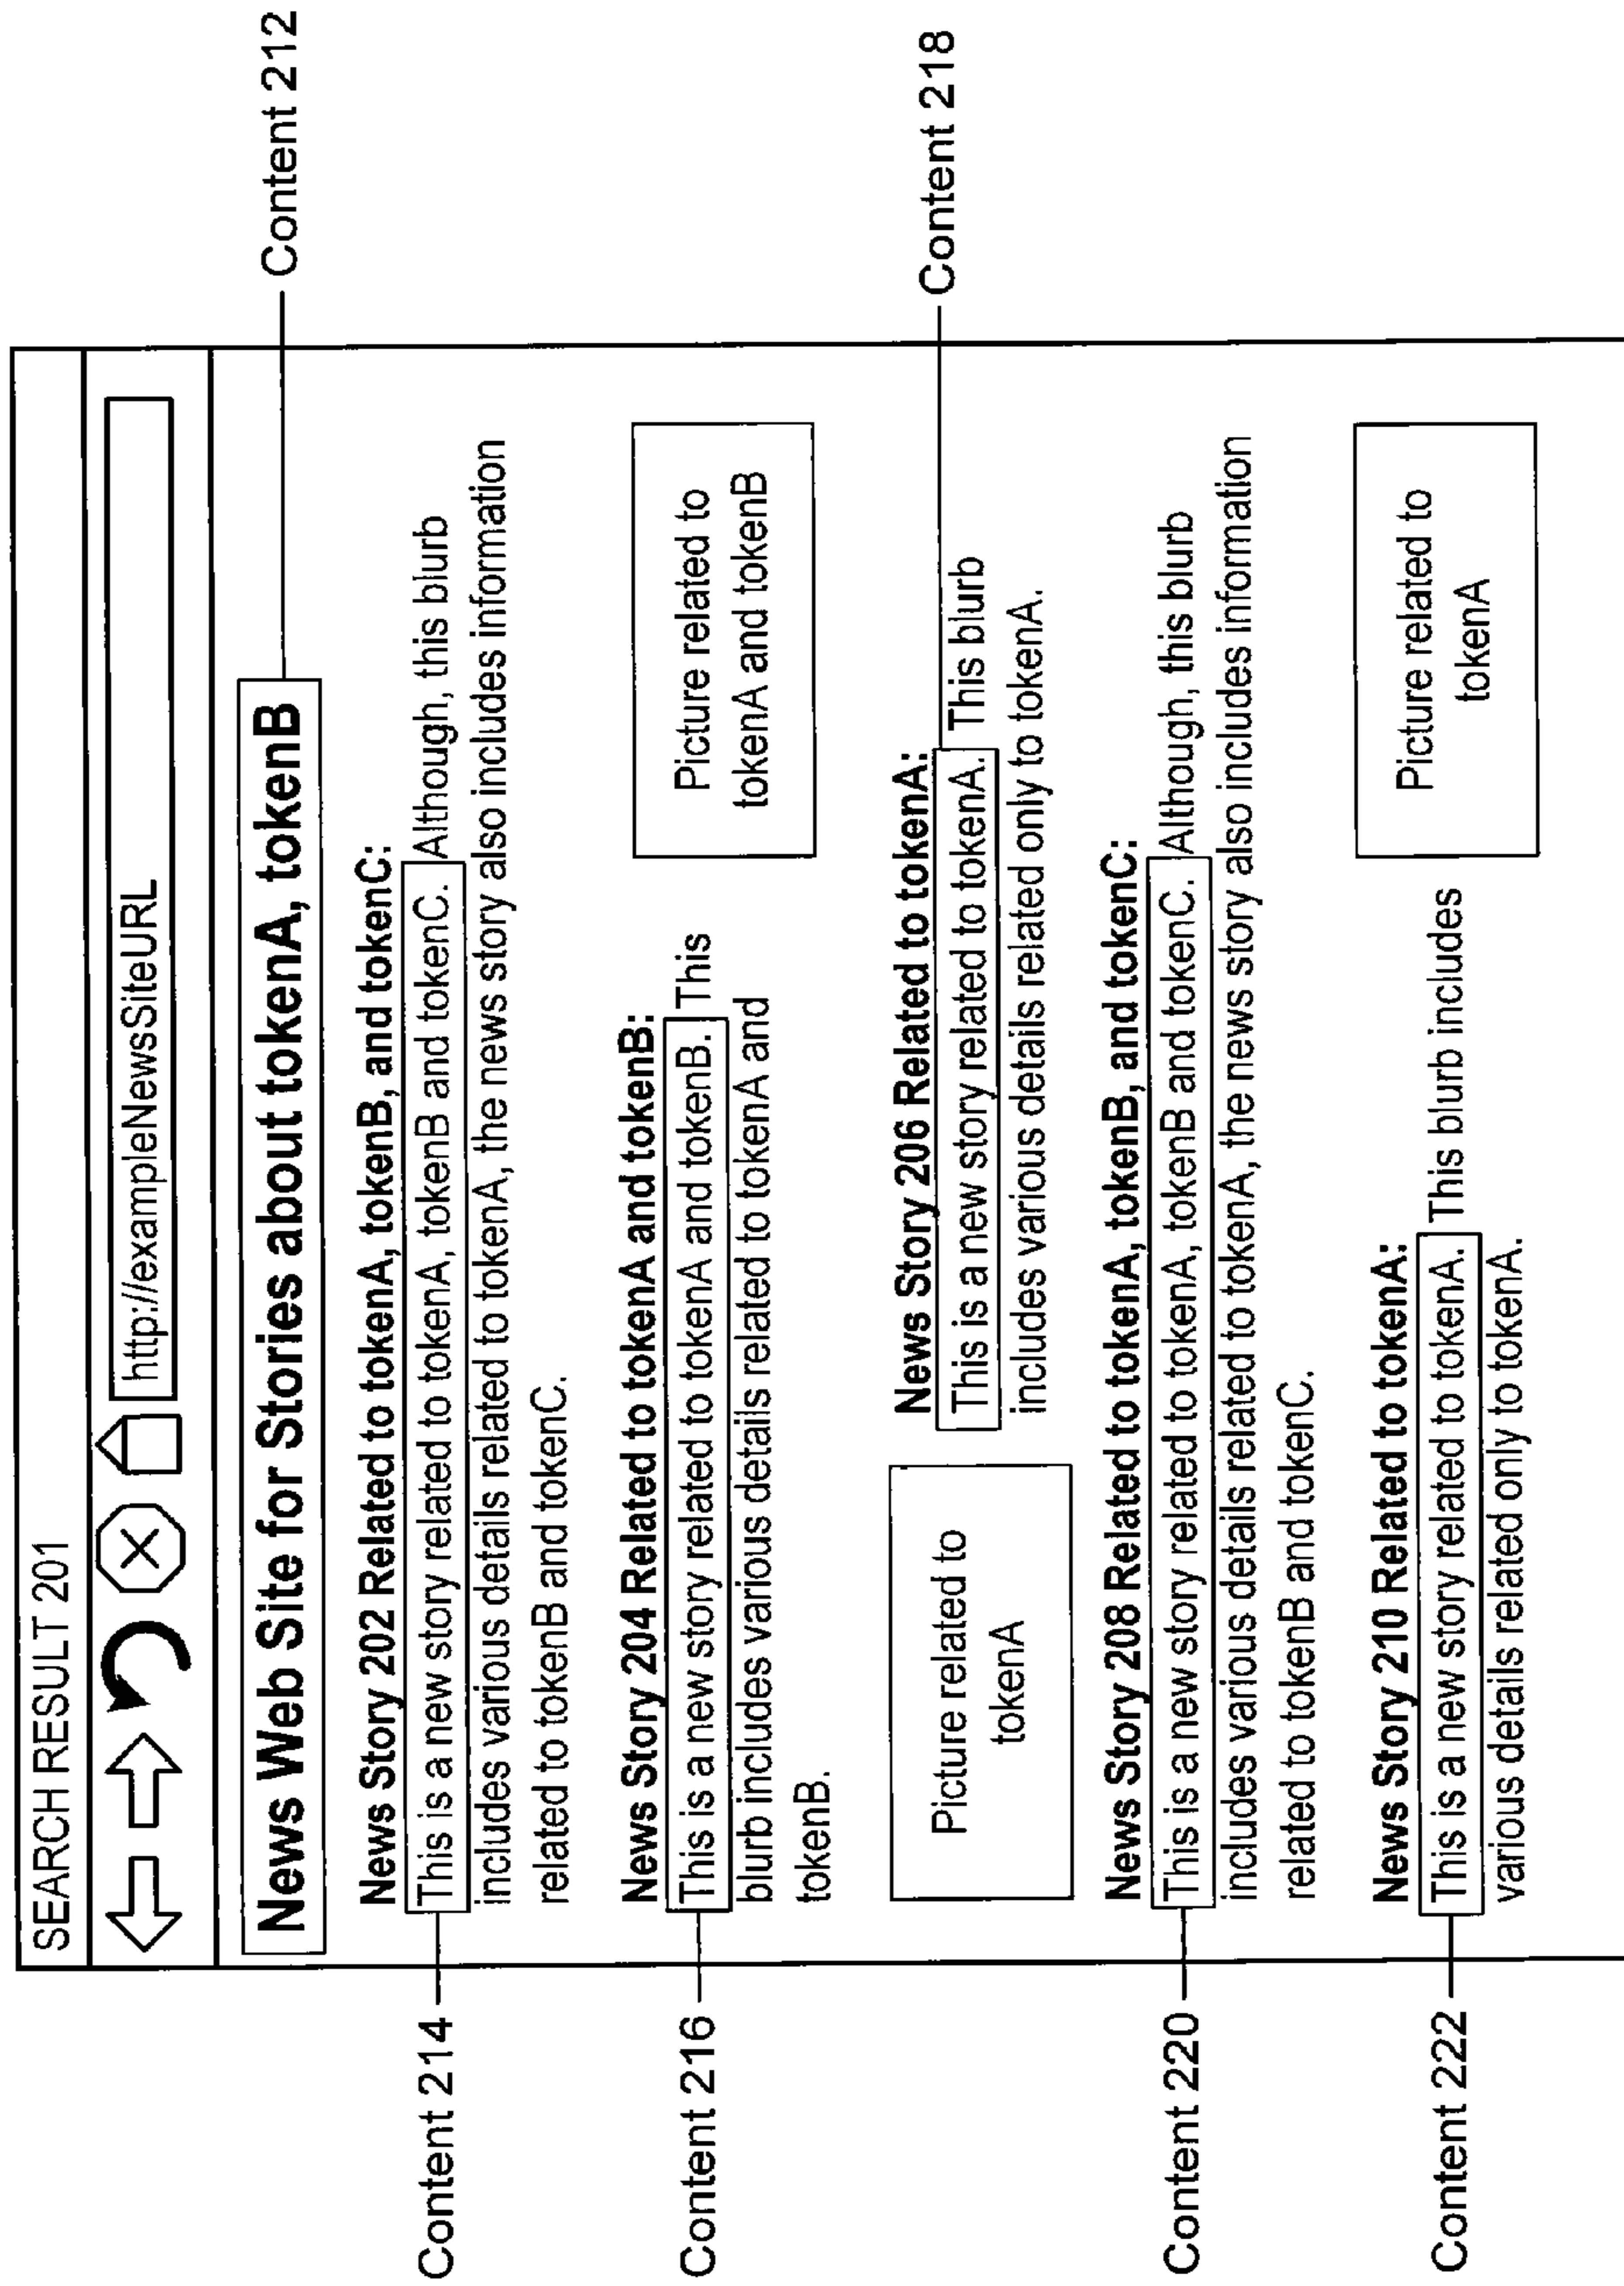 SEARCH RESULT 201
http://exampleNewsSiteURL
News Web Site for Stories about tokenA, tokenB
Content 212
News Story 202 Related to tokenA, tokenB, and tokenC:
Content 214
This is a new story related to tokenA, tokenB and tokenC. Although, this blurb
includes various details related to tokenA, the news story also includes information
related to tokenB and tokenC.
News Story 204 Related to tokenA and tokenB:
Content 216
This is a new story related to tokenA and tokenB. This
blurb includes various details related to tokenA and
tokenB.
Picture related to
tokenA and tokenB
Picture related to
tokenA
News Story 206 Related to tokenA:
Content 218
This is a new story related to tokenA. This blurb
includes various details related only to tokenA.
News Story 208 Related to tokenA, tokenB, and tokenC:
Content 220
This is a new story related to tokenA, tokenB and tokenC. Although, this blurb
includes various details related to tokenA, the news story also includes information
related to tokenB and tokenC.
News Story 210 Related to tokenA:
Content 222
This is a new story related to tokenA. This blurb includes
various details related only to tokenA.
Picture related to
tokenA